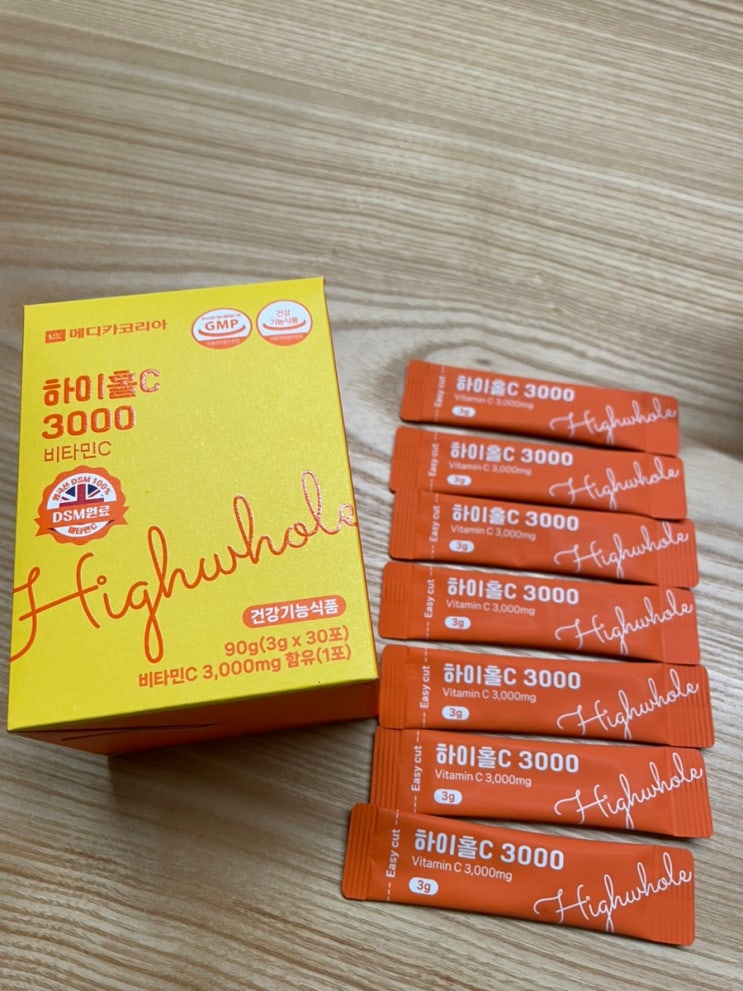 MK 메디카코리아
GMP
건강
기능식품
하이홀C
3000
비타민C
영국산 DSM 100%
DSM원료
비타민C
Highwhole
건강기능식품
90g(3g x 30포)
비타민C 3,000mg 함유(1포)
Easy cut
하이홀C 3000
Vitamin C 3,000mg
3g
Highwhole
Easy cut
하이홀C 3000
Vitamin C 3,000mg
3g
Highwhole
Easy cut
하이홀C 3000
Vitamin C 3,000mg
3g
Highwhole
Easy cut
하이홀C 3000
Vitamin C 3,000mg
3g
Highwhole
Easy cut
하이홀C 3000
Vitamin C 3,000mg
3g
Highwhole
Easy cut
하이홀C 3000
Vitamin C 3,000mg
3g
Highwhole
Easy cut
하이홀C 3000
Vitamin C 3,000mg
3g
Highwhole